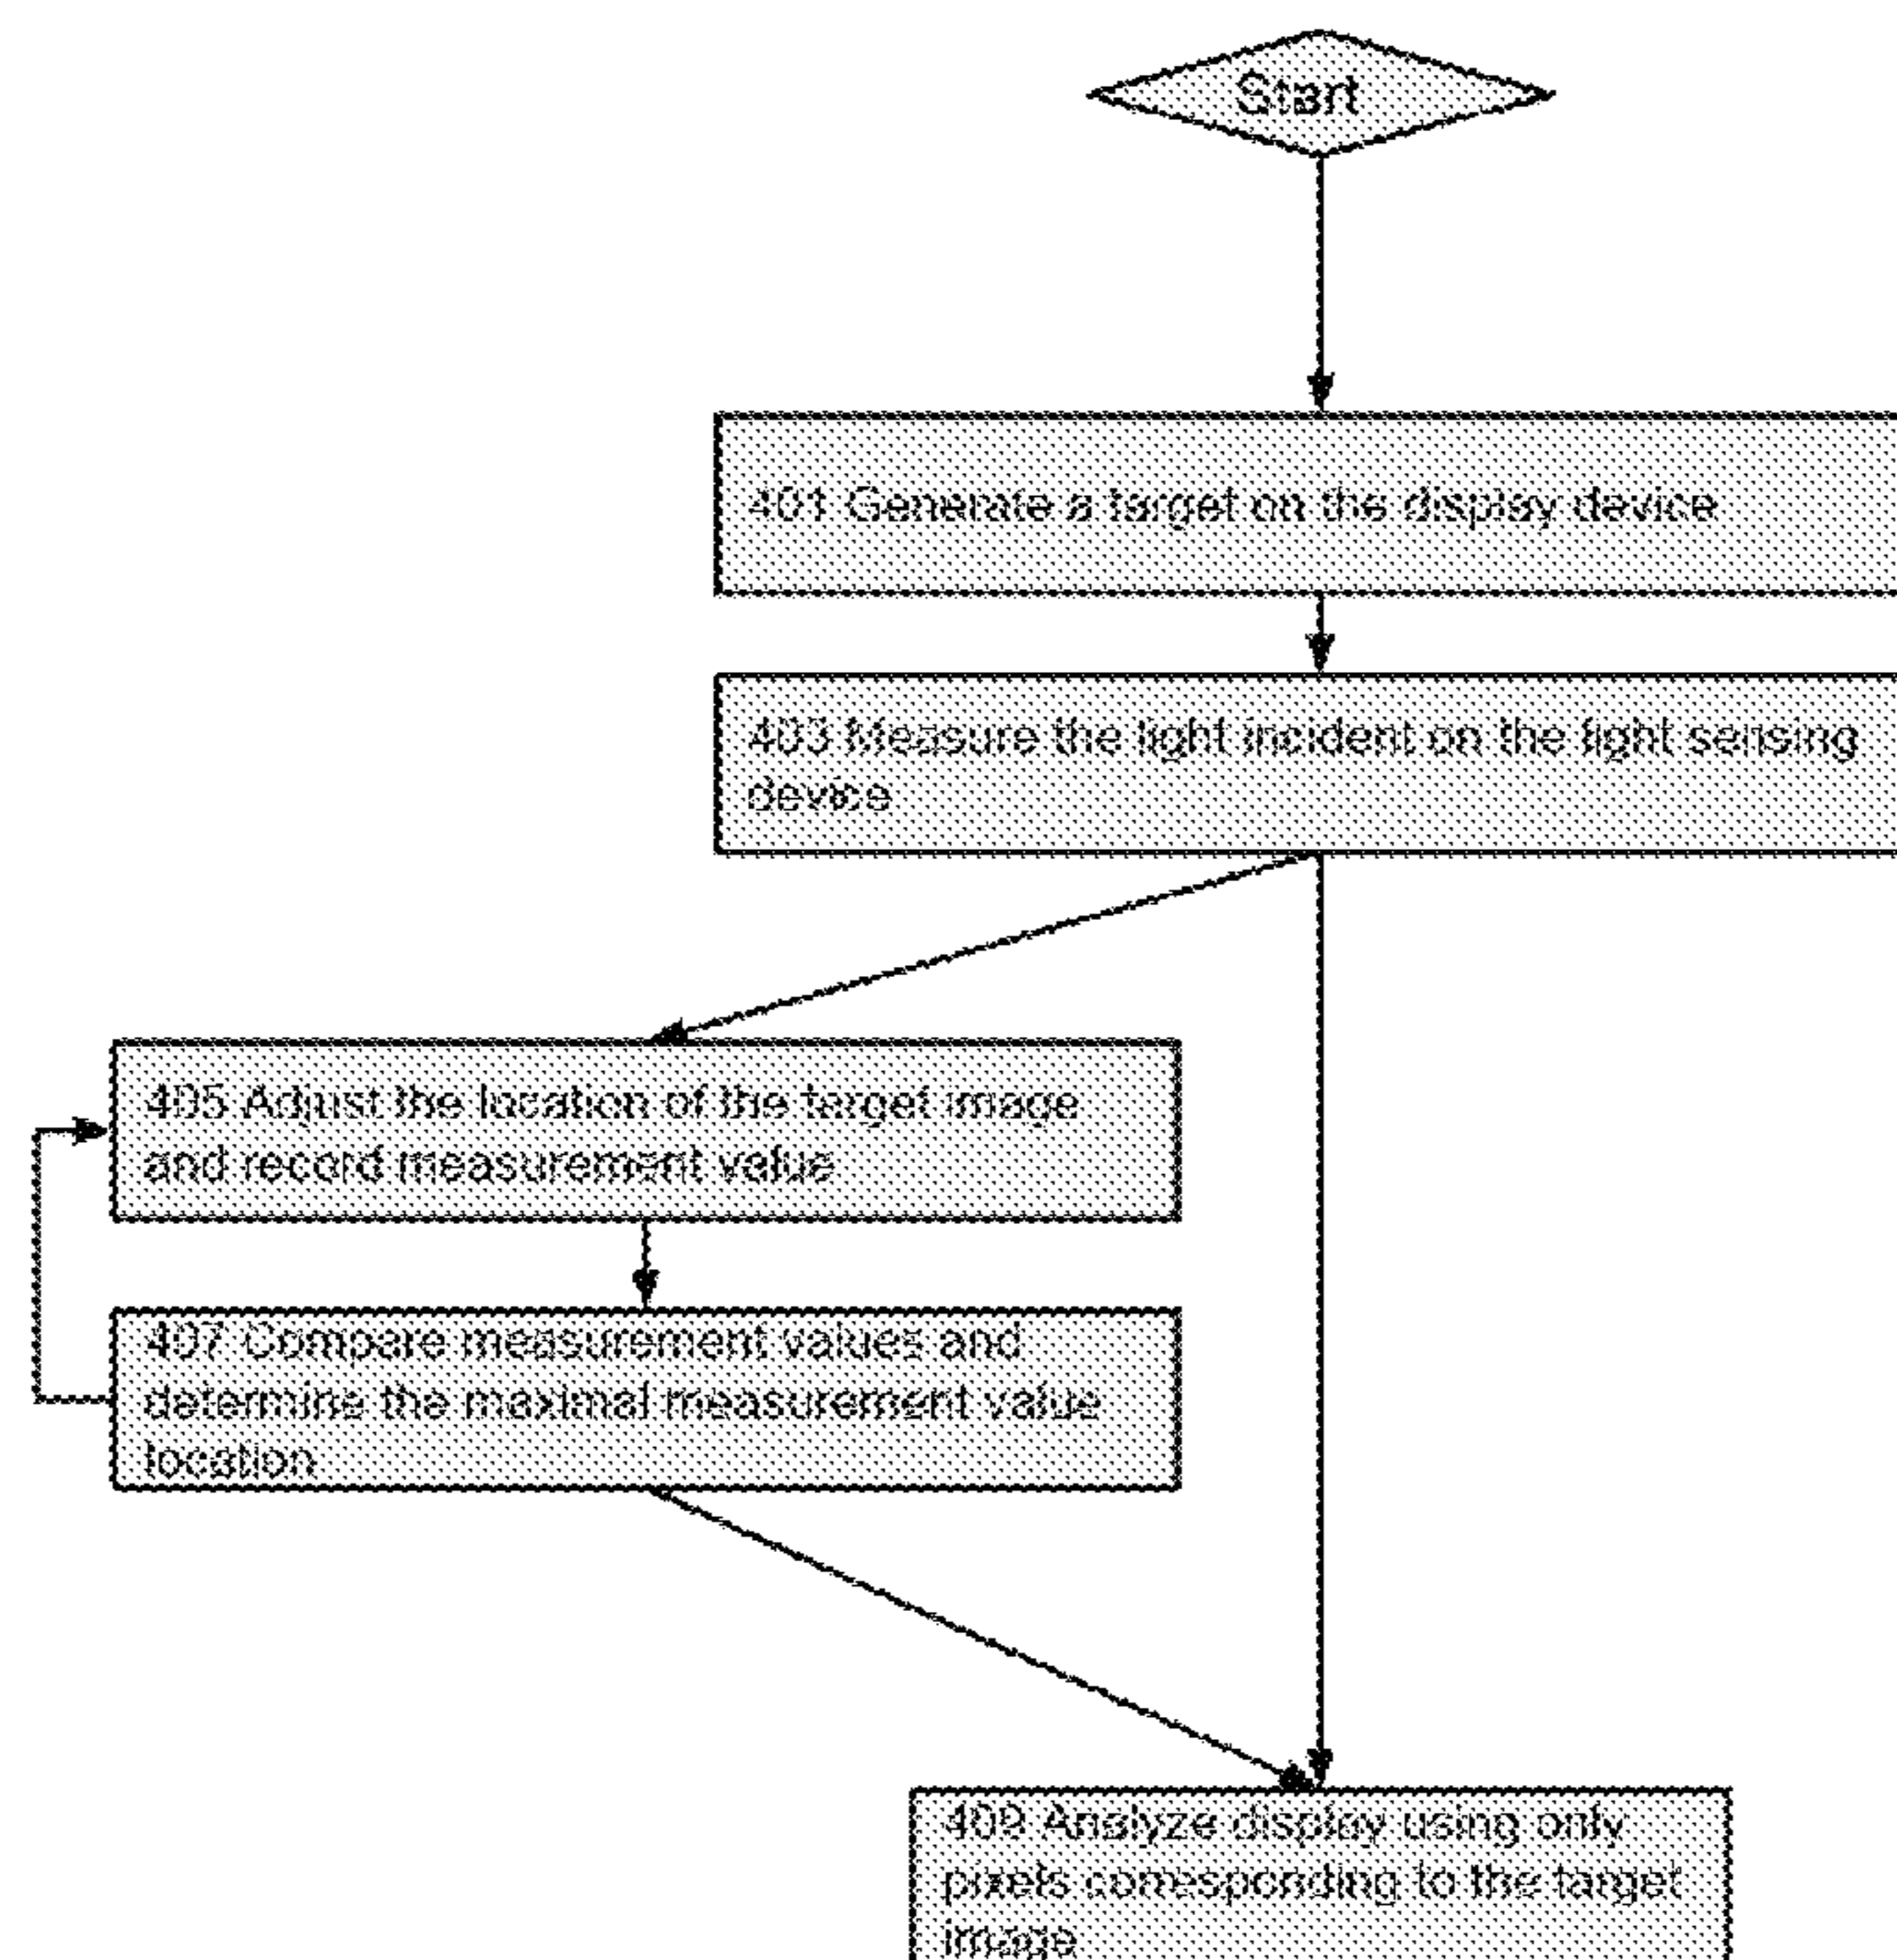 Start
401 Generate a target on the display device
403 Measure the light incident on the light sensing
device
405 Adjust the location of the target image
and record measurement value
407 Compare measurement values and
determine the maximal measurement value
location
409 Analyze display using only
pixels corresponding to the target
image